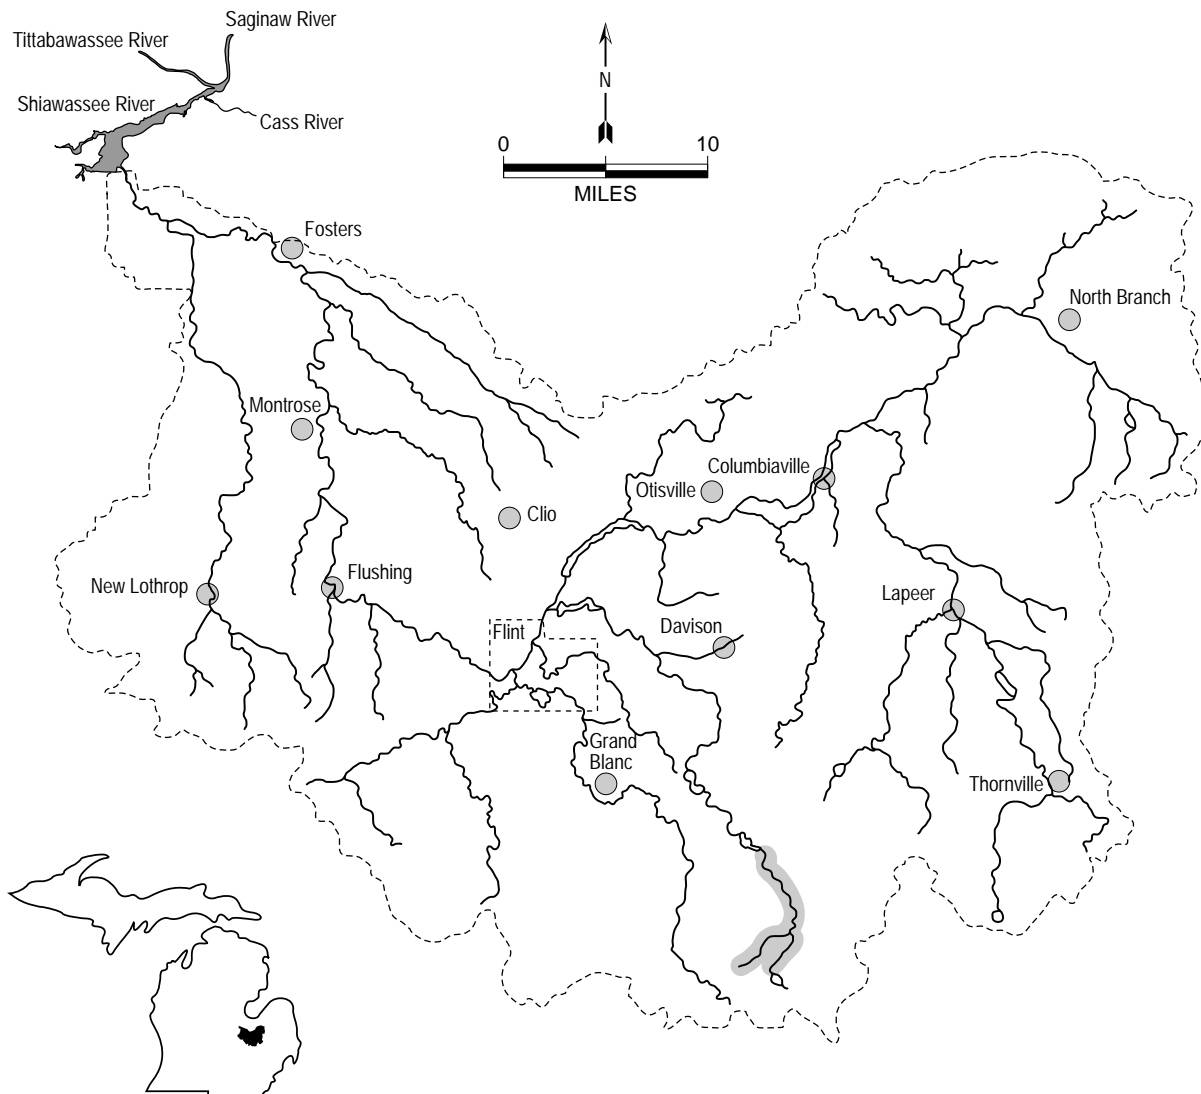 Saginaw River
Tittabawassee River
Shiawassee River
Cass River
N
0 10
MILES
Fosters
North Branch
Montrose
Columbiaville
Otisville
Clio
New Lothrop
Flushing
Lapeer
Flint
Davison
Grand
Blanc
Thornville